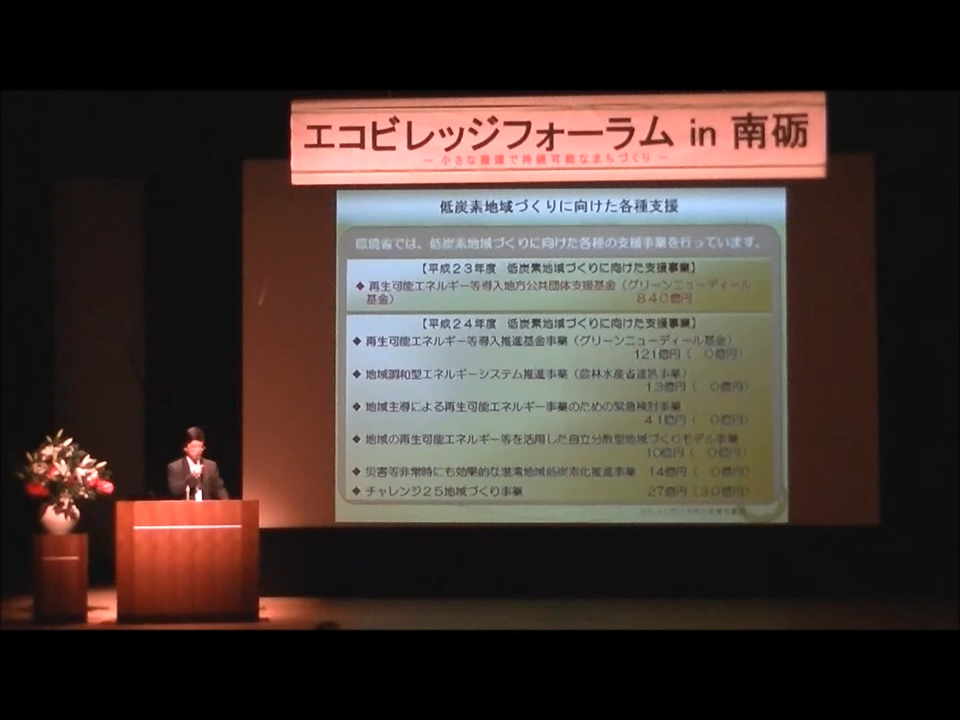 エコビレッジフォーラム in 南砺
― 小さな循環で持続可能なまちづくり ―
低炭素地域づくりに向けた各種支援
環境省では、低炭素地域づくりに向けた各種の支援事業を行っています。
【平成23年度 低炭素地域づくりに向けた支援事業】
◆ 再生可能エネルギー等導入地方公共団体支援基金（グリーンニューディール
基金） 840億円
【平成24年度 低炭素地域づくりに向けた支援事業】
◆ 再生可能エネルギー等導入推進基金事業（グリーンニューディール基金）
121億円（ 0億円）
◆ 地域調和型エネルギーシステム推進事業（農林水産省連携事業）
13億円（ 0億円）
◆ 地域主導による再生可能エネルギー事業のための緊急検討事業
41億円（ 0億円）
◆ 地域の再生可能エネルギー等を活用した自立分散型地域づくりモデル事業
10億円（ 0億円）
◆ 災害等非常時にも効果的な港湾地域低炭素化推進事業 14億円（ 0億円）
◆ チャレンジ25地域づくり事業 27億円（30億円）